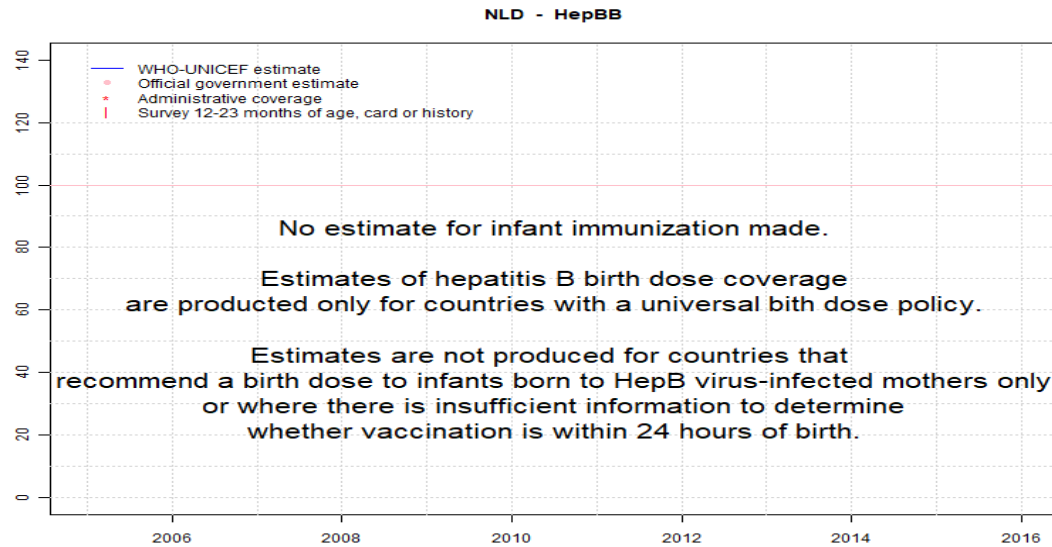 NLD - HepBB
WHO-UNICEF estimate
Official government estimate
Administrative coverage
Survey 12-23 months of age, card or history
140
120
100
80
60
40
20
0
No estimate for infant immunization made.
Estimates of hepatitis B birth dose coverage
are producted only for countries with a universal bith dose policy.
Estimates are not produced for countries that
recommend a birth dose to infants born to HepB virus-infected mothers only
or where there is insufficient information to determine
whether vaccination is within 24 hours of birth.
2006 2008 2010 2012 2014 2016